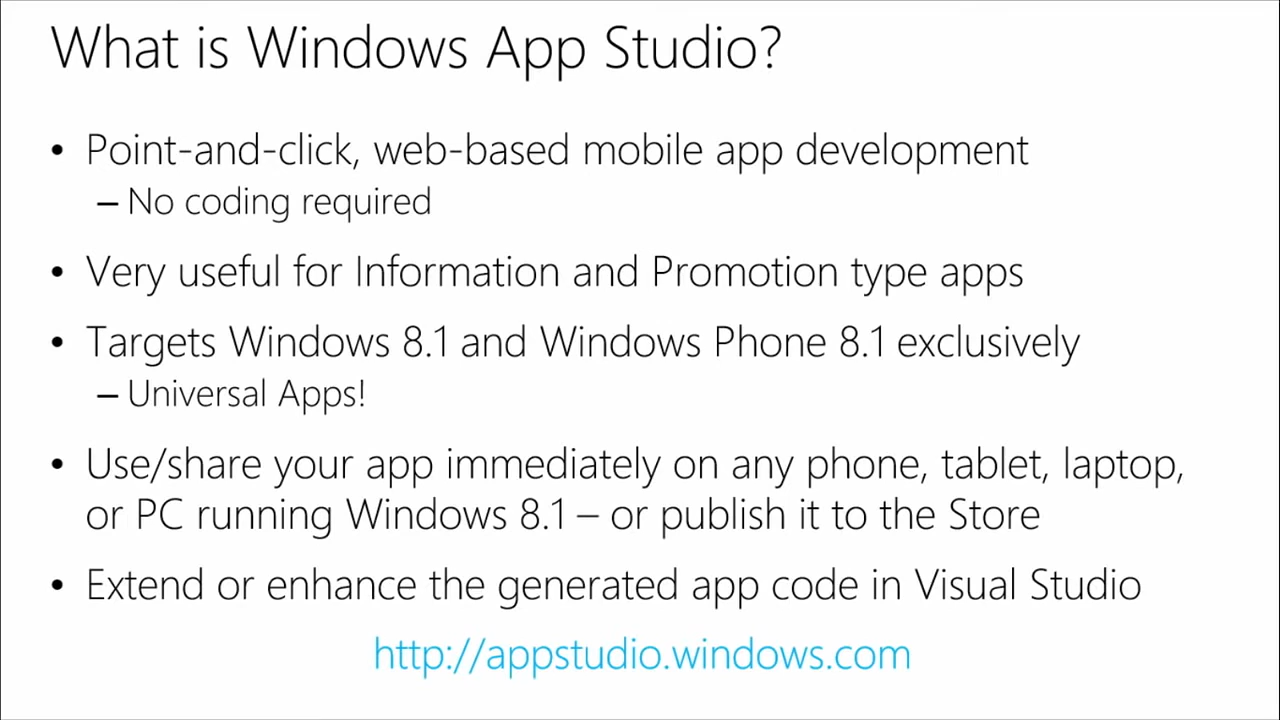 What is Windows App Studio?
• Point-and-click, web-based mobile app development
– No coding required
• Very useful for Information and Promotion type apps
• Targets Windows 8.1 and Windows Phone 8.1 exclusively
– Universal Apps!
• Use/share your app immediately on any phone, tablet, laptop,
or PC running Windows 8.1 – or publish it to the Store
• Extend or enhance the generated app code in Visual Studio
http://appstudio.windows.com